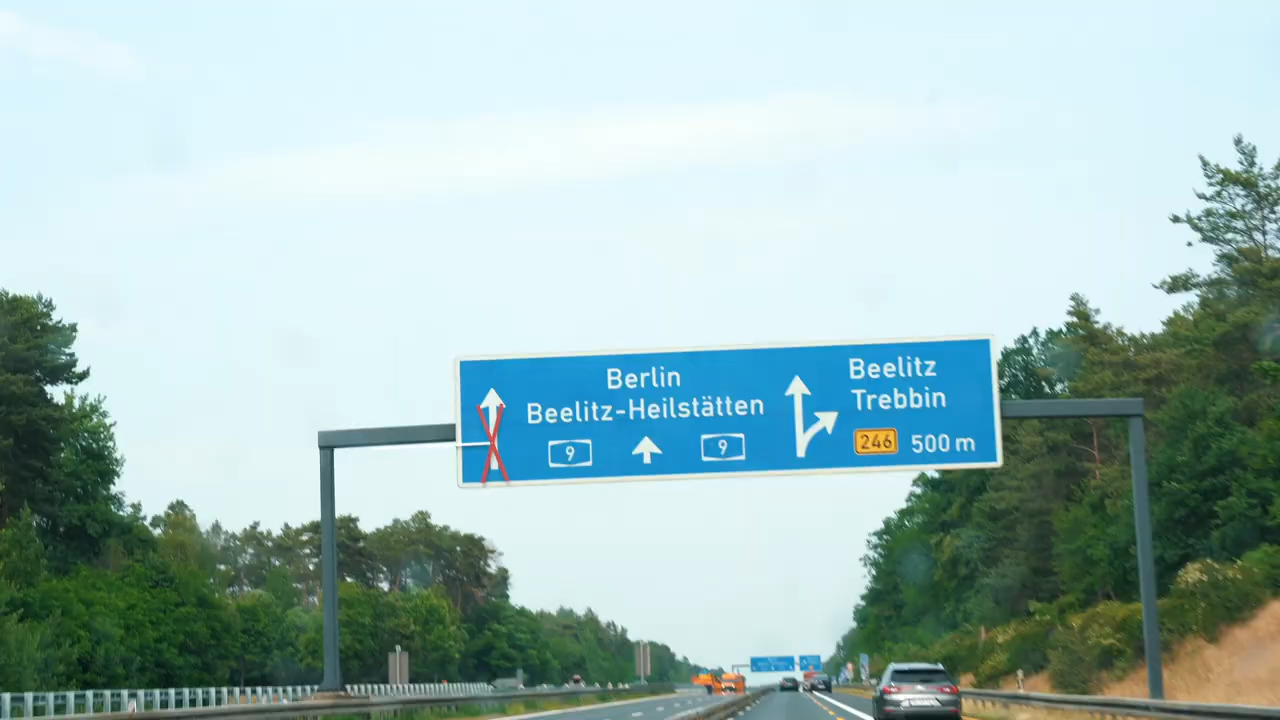 Berlin
Beelitz-Heilstätten
9
9
Beelitz
Trebbin
246 500 m